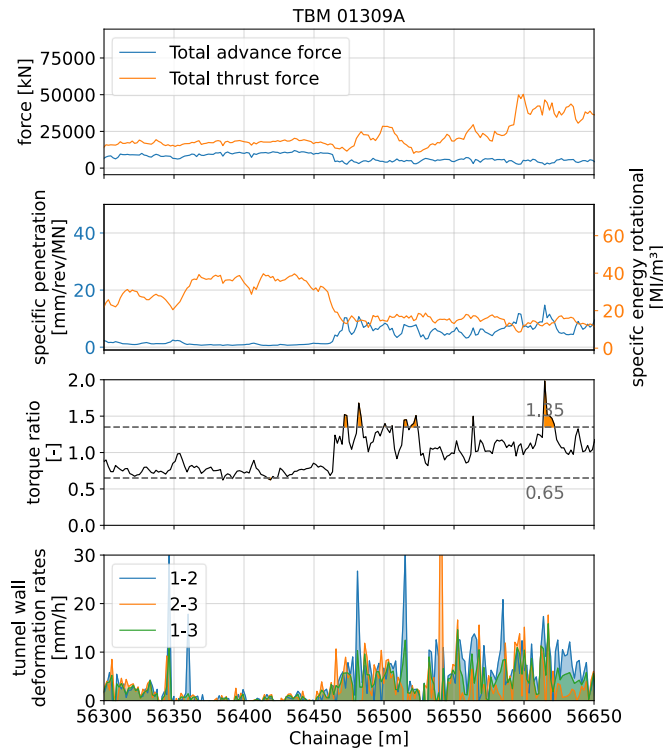 TBM 01309A
force [kN]
75000
50000
25000
0
Total advance force
Total thrust force
specific penetration
[mm/rev/MN]
40
20
0
60
40
20
0
specifc energy rotational
[MJ/m³]
torque ratio
[-]
2.0
1.5
1.0
0.5
0.0
1.35
0.65
tunnel wall
deformation rates
[mm/h]
30
20
10
0
1-2
2-3
1-3
56300 56350 56400 56450 56500 56550 56600 56650
Chainage [m]